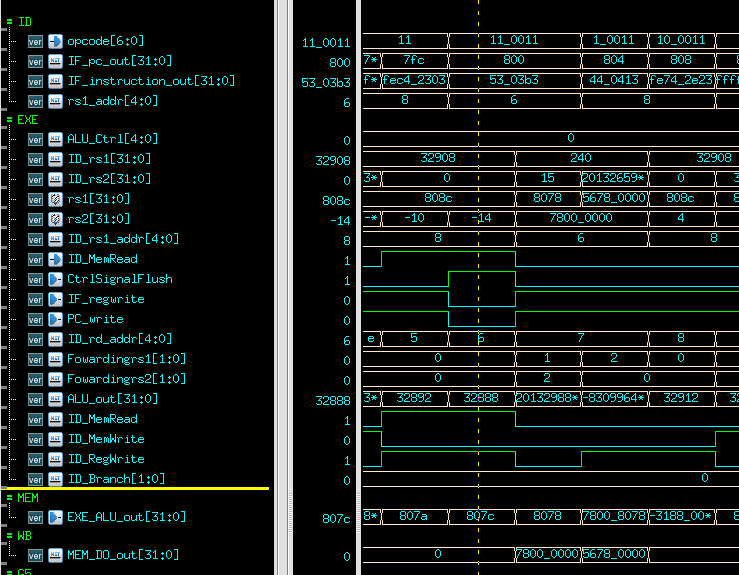 ID
ver opcode[6:0] 11_0011 11 11_0011 1_0011 10_0011
ver IF_pc_out[31:0] 800 7* 7fc 800 804 808
ver IF_instruction_out[31:0] 53_03b3 f* fec4_2303 53_03b3 44_0413 fe74_2e23 ffff
ver rs1_addr[4:0] 6 8 6 8
EXE
ver ALU_Ctrl[4:0] 0 0
ver ID_rs1[31:0] 32908 32908 240 32908
ver ID_rs2[31:0] 0 3* 0 15 20132659* 0 3
ver rs1[31:0] 808c 808c 8078 5678_0000 808c 8
ver rs2[31:0] -14 -* -10 -14 7800_0000 4
ver ID_rs1_addr[4:0] 8 8 6 8
ver ID_MemRead 1
ver CtrlSignalFlush 1
ver IF_regwrite 0
ver PC_write 0
ver ID_rd_addr[4:0] 6 e 5 6 7 8
ver Fowardingrs1[1:0] 0 0 1 2 0
ver Fowardingrs2[1:0] 0 0 2 0
ver ALU_out[31:0] 32888 3* 32892 32888 20132988* -8309964* 32912
ver ID_MemRead 1
ver ID_MemWrite 0
ver ID_RegWrite 1
ver ID_Branch[1:0] 0 0
MEM
ver EXE_ALU_out[31:0] 807c 8* 807a 807c 8078 7800_8078 -3188_00* 8
WB
ver MEM_DO_out[31:0] 0 0 7800_0000 5678_0000